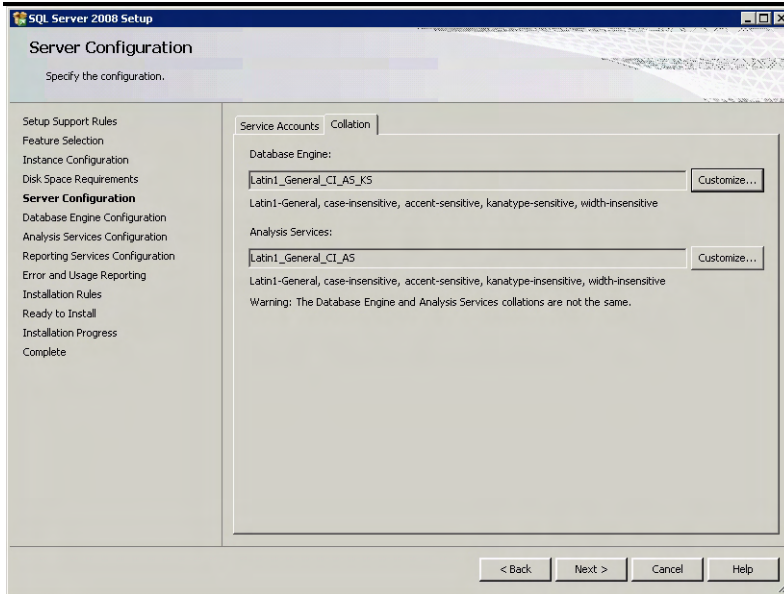 SQL Server 2008 Setup
Server Configuration
Specify the configuration.
Setup Support Rules
Feature Selection
Instance Configuration
Disk Space Requirements
Server Configuration
Database Engine Configuration
Analysis Services Configuration
Reporting Services Configuration
Error and Usage Reporting
Installation Rules
Ready to Install
Installation Progress
Complete
Service Accounts Collation
Database Engine:
Latin1_General_CI_AS_KS Customize...
Latin1-General, case-insensitive, accent-sensitive, kanatype-sensitive, width-insensitive
Analysis Services:
Latin1_General_CI_AS Customize...
Latin1-General, case-insensitive, accent-sensitive, kanatype-insensitive, width-insensitive
Warning: The Database Engine and Analysis Services collations are not the same.
< Back Next > Cancel Help